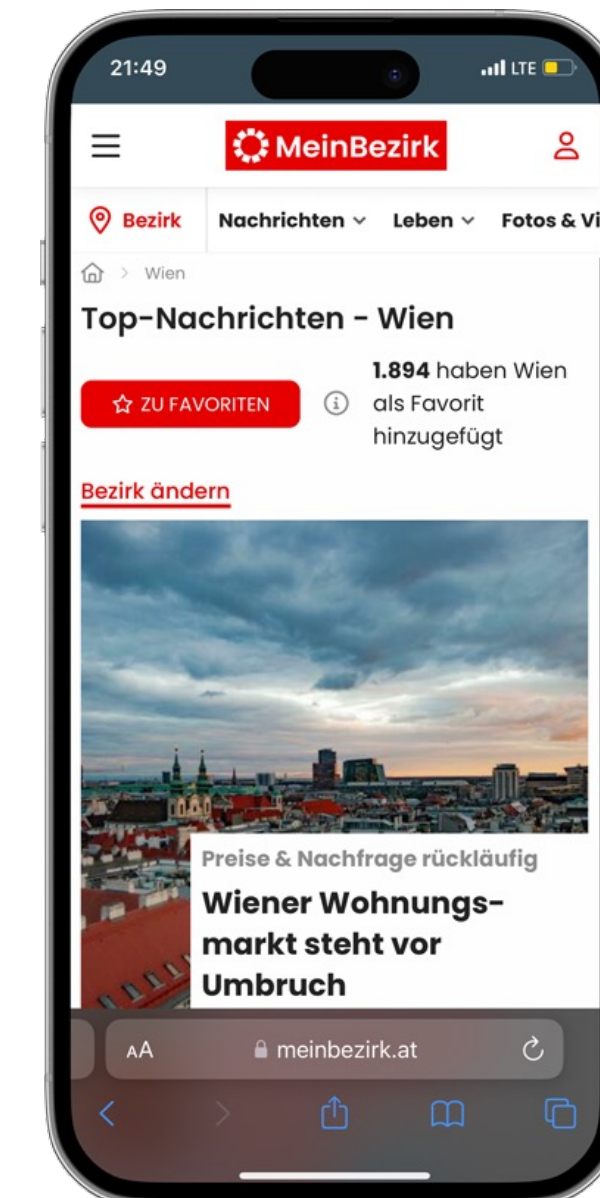 21:49 LTE
MeinBezirk
Bezirk Nachrichten Leben Fotos & Vi
Wien
Top-Nachrichten - Wien
ZU FAVORITEN
1.894 haben Wien
als Favorit
hinzugefügt
Bezirk ändern
Preise & Nachfrage rückläufig
Wiener Wohnungs-
markt steht vor
Umbruch
AA meinbezirk.at